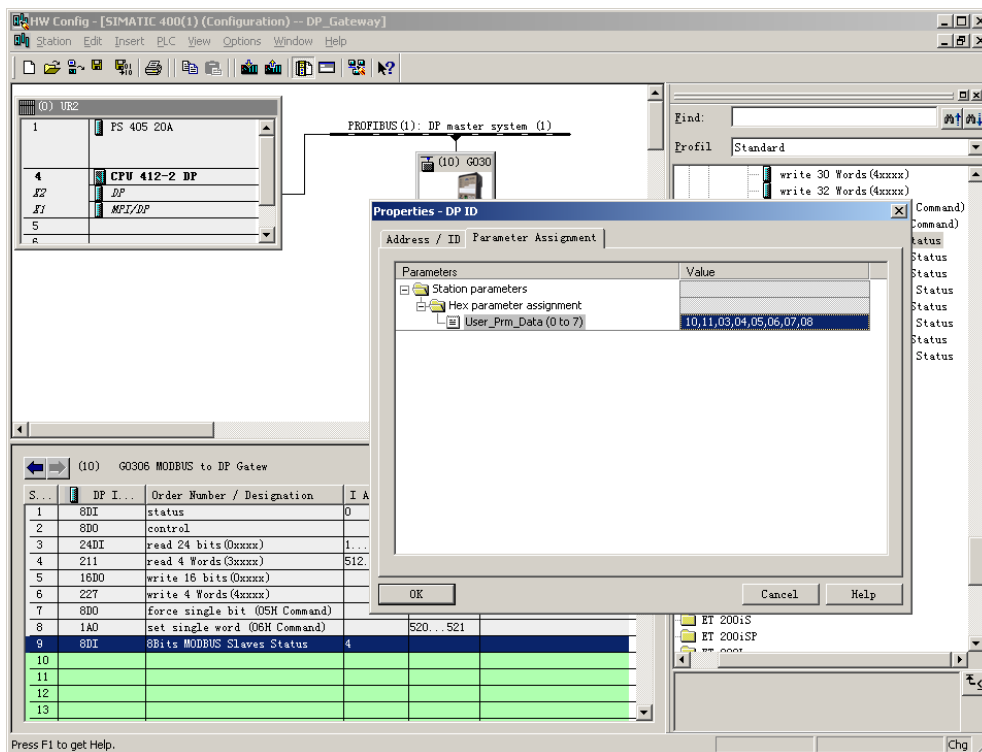 HW Config - [SIMATIC 400(1) (Configuration) -- DP_Gateway]
Station Edit Insert PLC View Options Window Help
(0) UR2
1 PS 405 20A
4 CPU 412-2 DP
X2 DP
X1 MPI/DP
5
6
PROFIBUS(1): DP master system (1)
(10) G030
Find:
Profil Standard
write 30 Words(4xxxx)
write 32 Words(4xxxx)
Command)
Command)
tatus
Status
Status
Status
Status
Status
Status
Status
Properties - DP ID
Address / ID Parameter Assignment
Parameters Value
Station parameters
Hex parameter assignment
User_Prm_Data (0 to 7) 10,11,03,04,05,06,07,08
OK Cancel Help
(10) G0306 MODBUS to DP Gatew
S... DP I... Order Number / Designation I A
1 8DI status 0
2 8DO control
3 24DI read 24 bits(0xxxx) 1...
4 211 read 4 Words(3xxxx) 512.
5 16DO write 16 bits(0xxxx)
6 227 write 4 Words(4xxxx)
7 8DO force single bit (05H Command)
8 1AO set single word (06H Command) 520...521
9 8DI 8Bits MODBUS Slaves Status 4
10
11
12
13
ET 200iS
ET 200iSP
Press F1 to get Help.
Chg